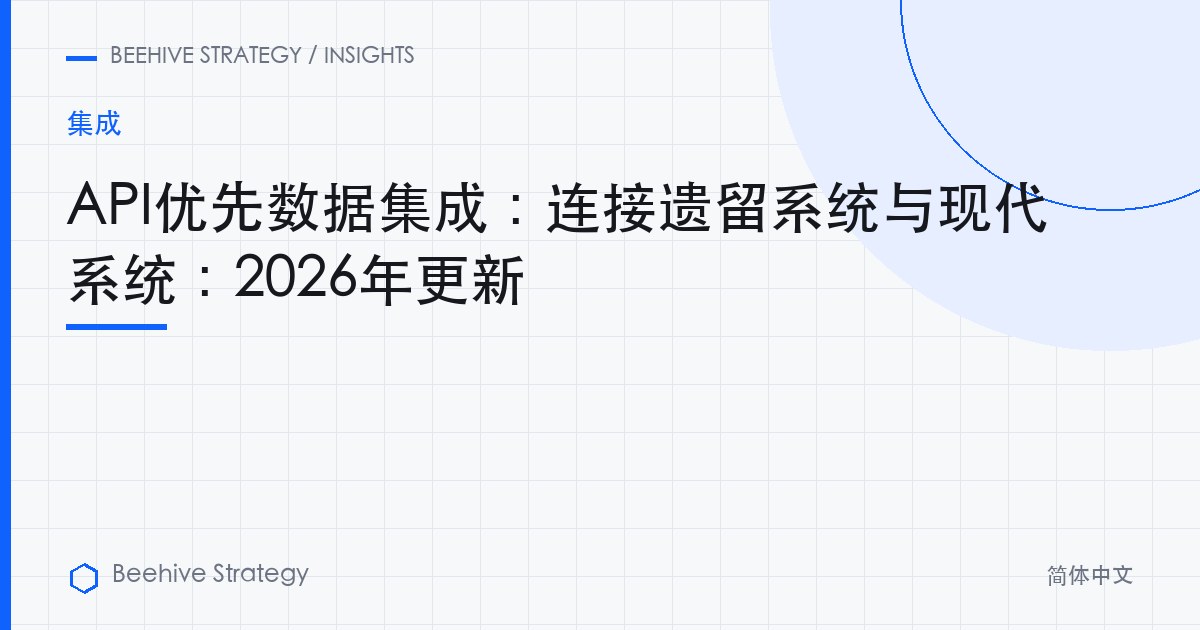 BEEHIVE STRATEGY / INSIGHTS
集成
API优先数据集成：连接遗留系统与现代
系统：2026年更新
Beehive Strategy
简体中文